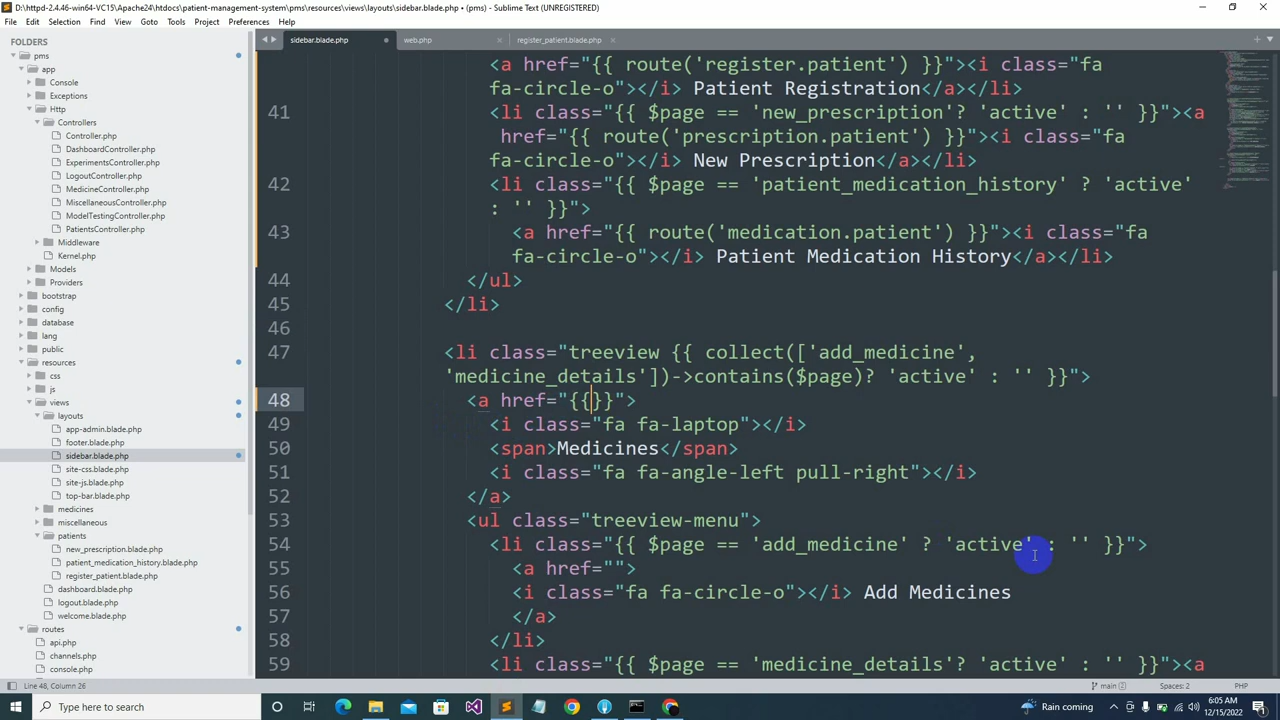 D:\httpd-2.4.46-win64-VC15\Apache24\htdocs\patient-management-system\pms\resources\views\layouts\sidebar.blade.php • (pms) - Sublime Text (UNREGISTERED)
File Edit Selection Find View Goto Tools Project Preferences Help
FOLDERS
pms
app
Console
Exceptions
Http
Controllers
Controller.php
DashboardController.php
ExperimentsController.php
LogoutController.php
MedicineController.php
MiscellaneousController.php
ModelTestingController.php
PatientsController.php
Middleware
Kernel.php
Models
Providers
bootstrap
config
database
lang
public
resources
css
js
views
layouts
app-admin.blade.php
footer.blade.php
sidebar.blade.php
site-css.blade.php
site-js.blade.php
top-bar.blade.php
medicines
miscellaneous
patients
new_prescription.blade.php
patient_medication_history.blade.php
register_patient.blade.php
dashboard.blade.php
logout.blade.php
welcome.blade.php
routes
api.php
channels.php
console.php
sidebar.blade.php web.php register_patient.blade.php
<a href="{{ route('register.patient') }}"><i class="fa
fa-circle-o"></i> Patient Registration</a></li>
41 <li class="{{ $page == 'new_prescription'? 'active' : '' }}"><a
href="{{ route('prescription.patient') }}"><i class="fa
fa-circle-o"></i> New Prescription</a></li>
42 <li class="{{ $page == 'patient_medication_history' ? 'active'
: '' }}">
43 <a href="{{ route('medication.patient') }}"><i class="fa
fa-circle-o"></i> Patient Medication History</a></li>
44 </ul>
45 </li>
46
47 <li class="treeview {{ collect(['add_medicine',
'medicine_details'])->contains($page)? 'active' : '' }}">
48 <a href="{{}}">
49 <i class="fa fa-laptop"></i>
50 <span>Medicines</span>
51 <i class="fa fa-angle-left pull-right"></i>
52 </a>
53 <ul class="treeview-menu">
54 <li class="{{ $page == 'add_medicine' ? 'active' : '' }}">
55 <a href="">
56 <i class="fa fa-circle-o"></i> Add Medicines
57 </a>
58 </li>
59 <li class="{{ $page == 'medicine_details'? 'active' : '' }}"><a
Line 48, Column 26 main Spaces: 2 PHP
Type here to search
Rain coming
6:05 AM
12/15/2022